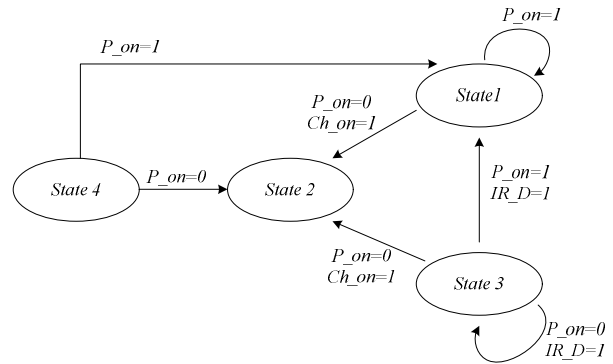 P_on=1
P_on=1
State1
P_on=0
Ch_on=1
State 4
P_on=0
State 2
P_on=1
IR_D=1
P_on=0
Ch_on=1
State 3
P_on=0
IR_D=1